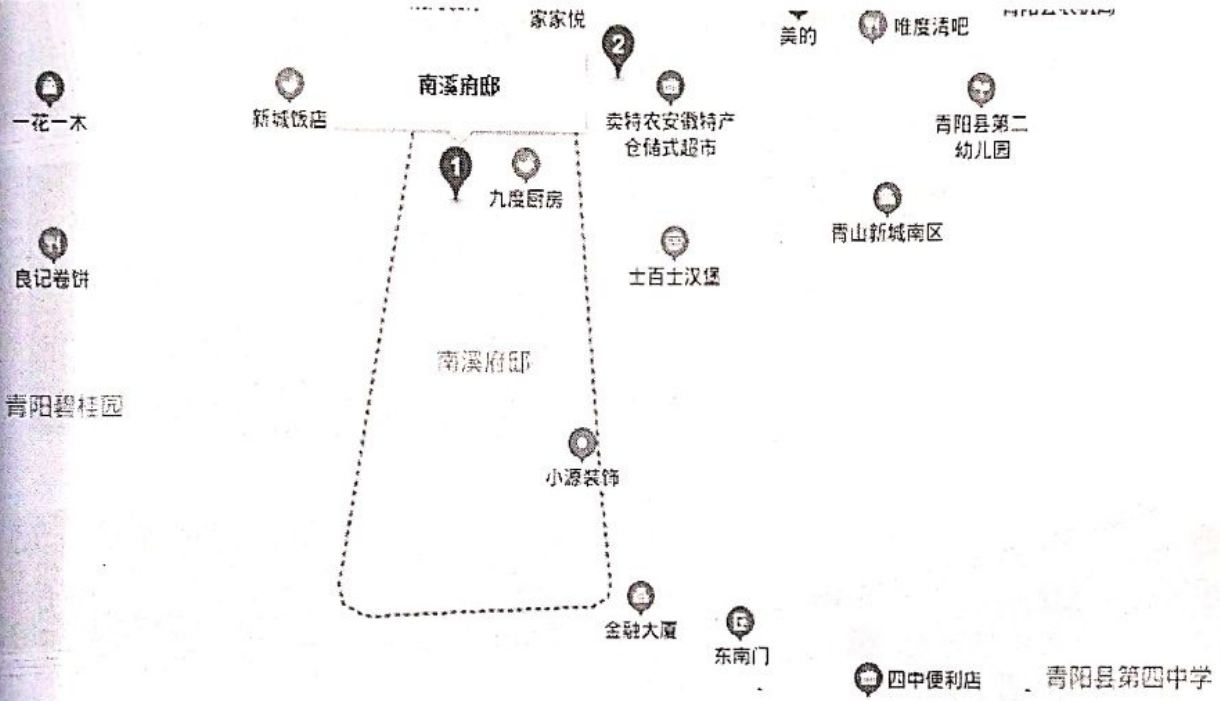 家家悦
美的
唯度清吧
2
南溪府邸
一花一木
新城饭店
卖特农安徽特产
仓储式超市
青阳县第二
幼儿园
1
九度厨房
青山新城南区
良记卷饼
士百士汉堡
南溪府邸
青阳碧桂园
小源装饰
金融大厦
东南门
四中便利店
青阳县第四中学